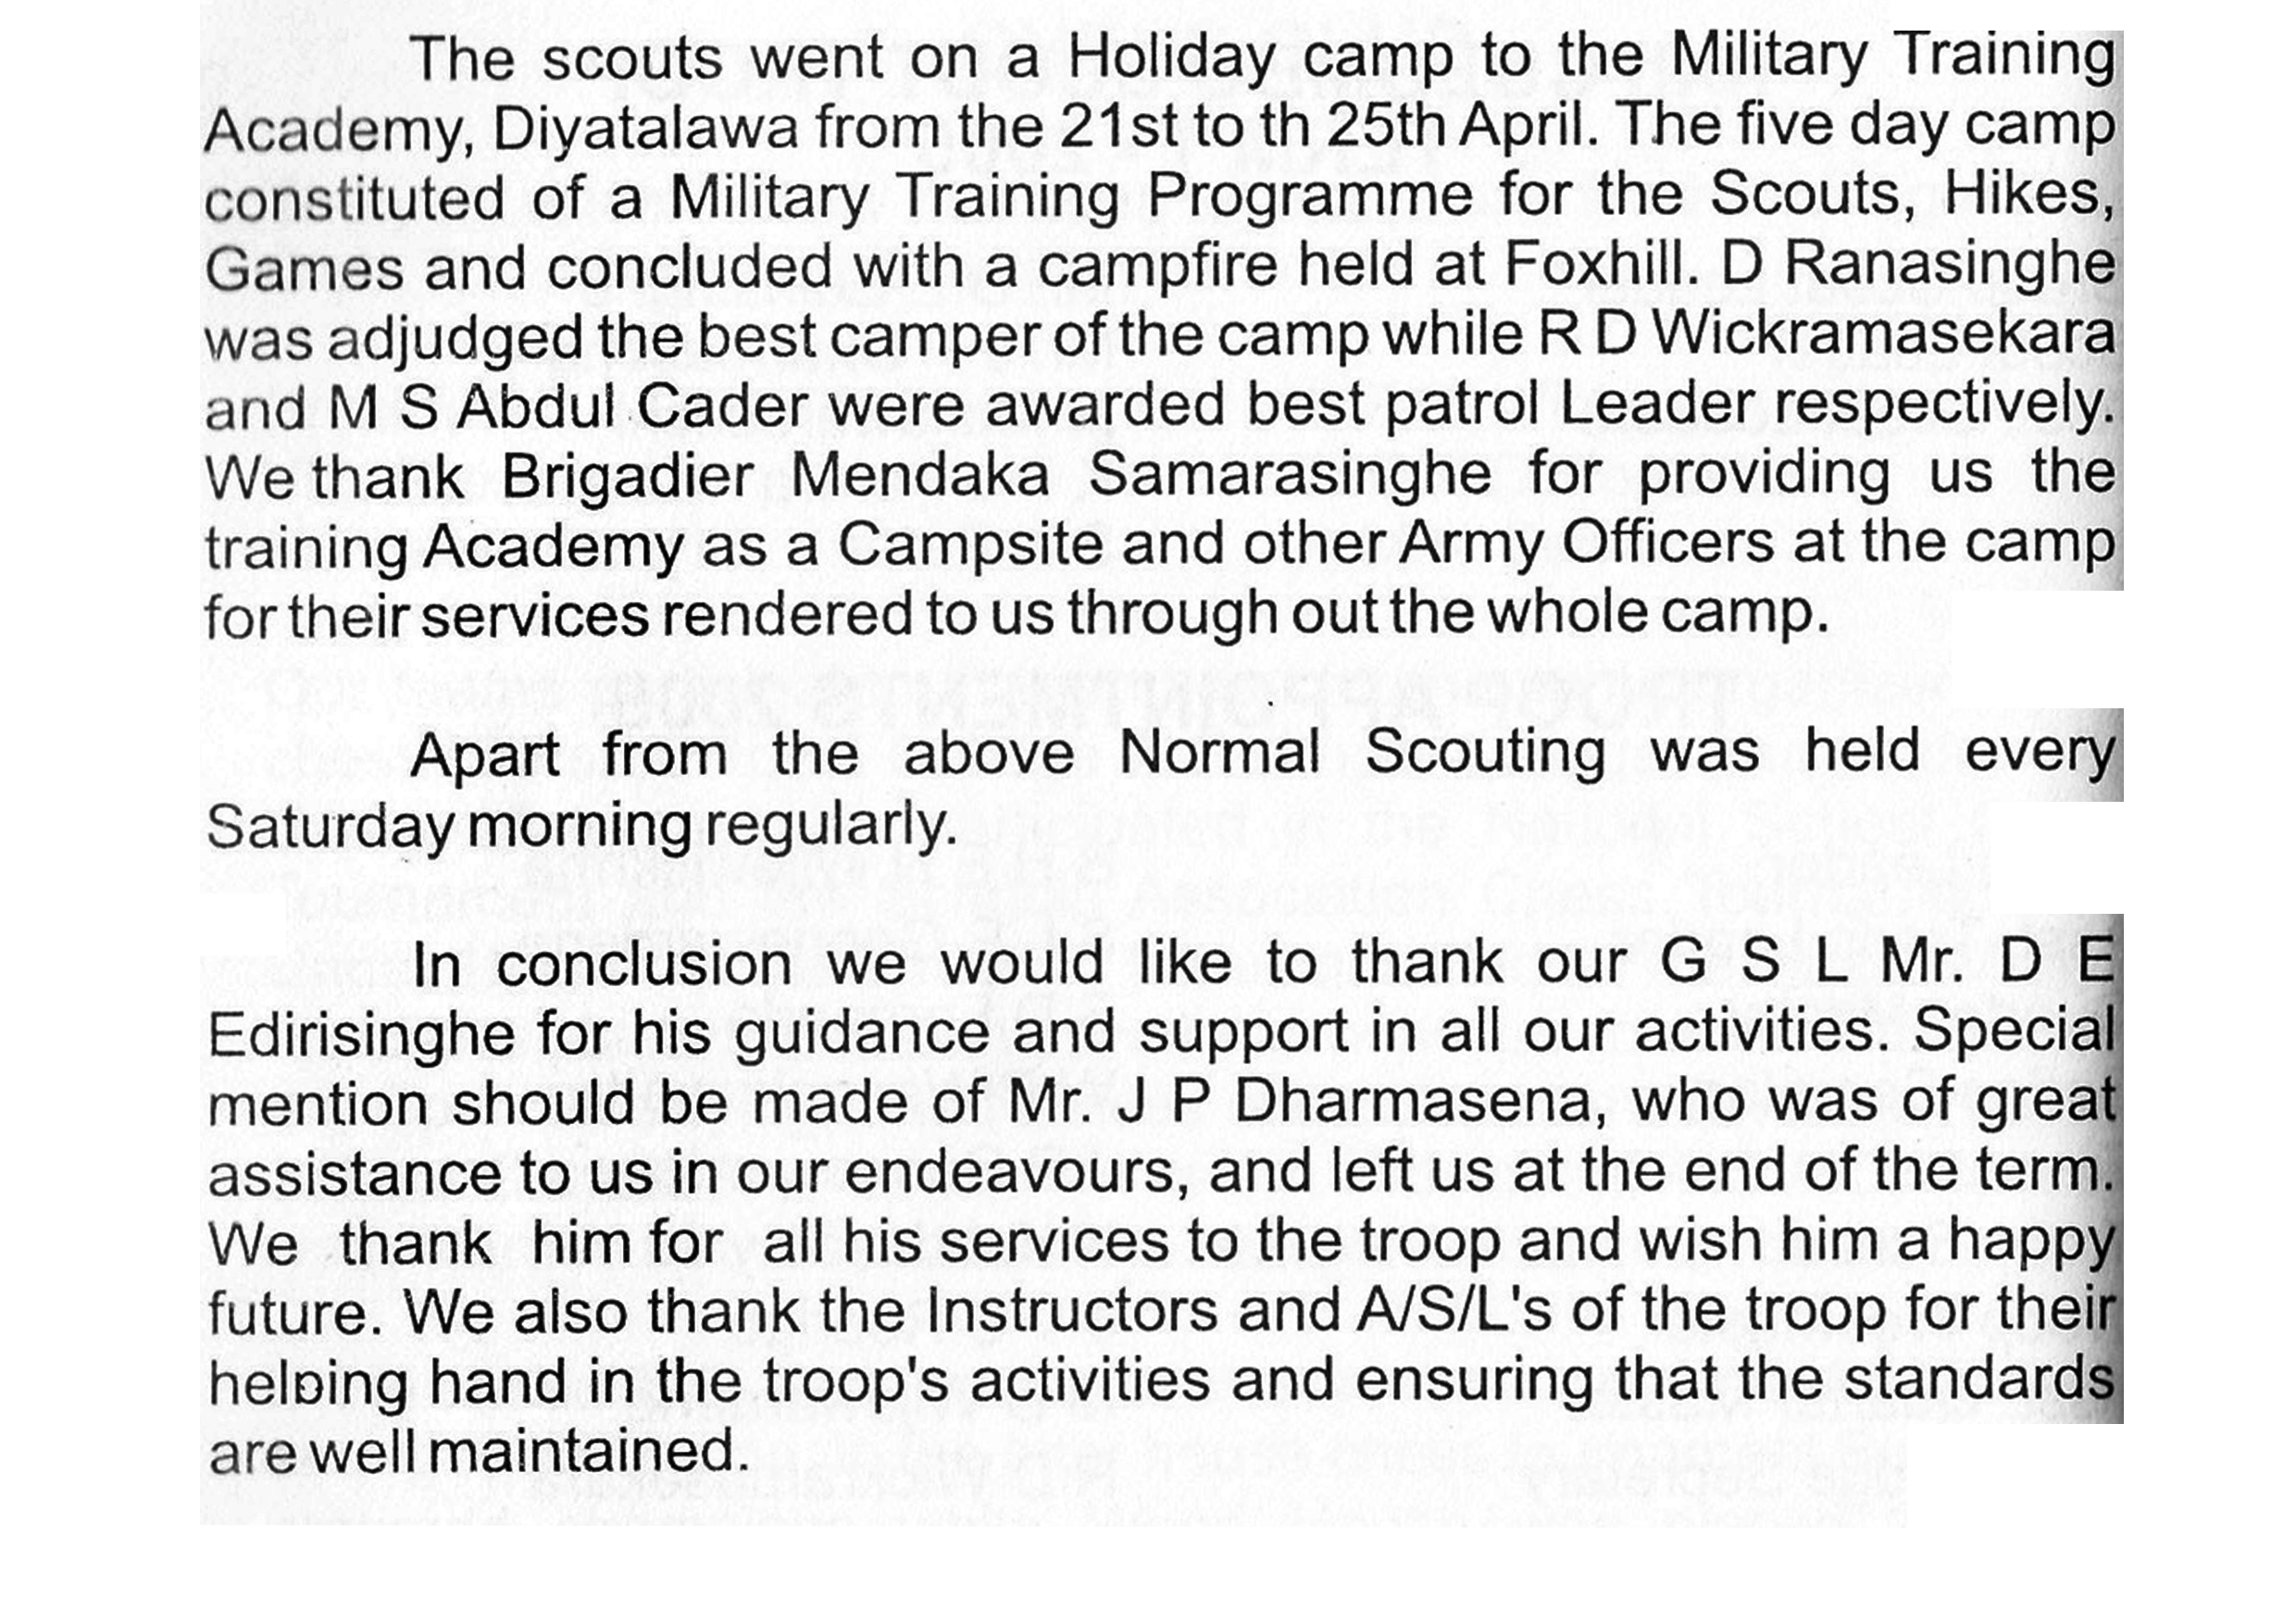 The scouts went on a Holiday camp to the Military Training
Academy, Diyatalawa from the 21st to th 25th April. The five day camp
constituted of a Military Training Programme for the Scouts, Hikes,
Games and concluded with a campfire held at Foxhill. D Ranasinghe
was adjudged the best camper of the camp while R D Wickramasekara
and M S Abdul Cader were awarded best patrol Leader respectively.
We thank Brigadier Mendaka Samarasinghe for providing us the
training Academy as a Campsite and other Army Officers at the camp
for their services rendered to us through out the whole camp.
Apart from the above Normal Scouting was held every
Saturday morning regularly.
In conclusion we would like to thank our G S L Mr. D E
Edirisinghe for his guidance and support in all our activities. Special
mention should be made of Mr. J P Dharmasena, who was of great
assistance to us in our endeavours, and left us at the end of the term.
We thank him for all his services to the troop and wish him a happy
future. We also thank the Instructors and A/S/L's of the troop for their
helping hand in the troop's activities and ensuring that the standards
are well maintained.